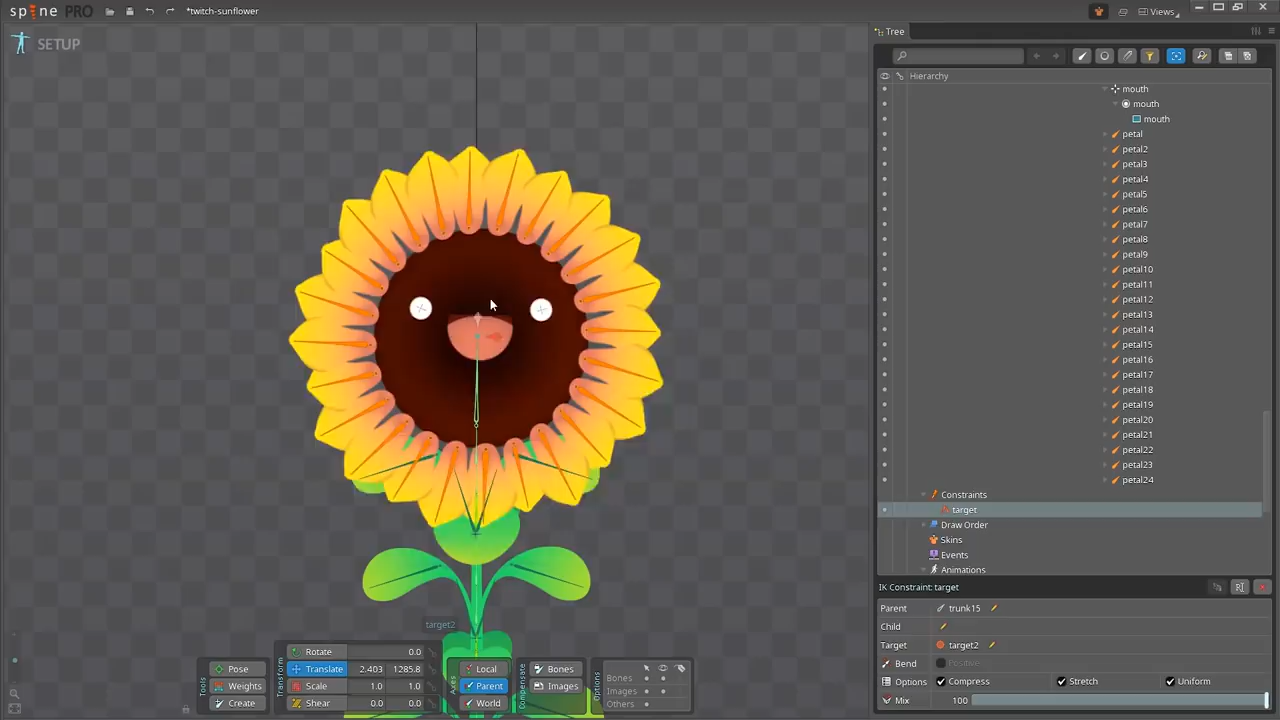 spine PRO
*twitch-sunflower
Views
SETUP
Tree
Hierarchy
mouth
mouth
mouth
petal
petal2
petal3
petal4
petal5
petal6
petal7
petal8
petal9
petal10
petal11
petal12
petal13
petal14
petal15
petal16
petal17
petal18
petal19
petal20
petal21
petal22
petal23
petal24
Constraints
target
Draw Order
Skins
Events
Animations
IK Constraint: target
Parent trunk15
Child
Target target2
Bend Positive
Options Compress Stretch Uniform
Mix 100
target2
Tools
Pose
Weights
Create
Transform
Rotate 0.0
Translate 2.403 1285.8
Scale 1.0 1.0
Shear 0.0 0.0
Axes
Local
Parent
World
Compensate
Bones
Images
Options
Bones
Images
Others